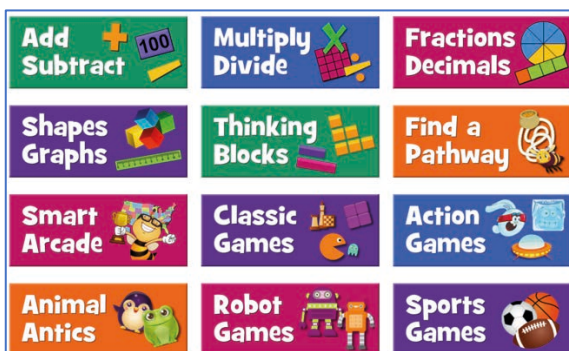 Add
Subtract
100
Multiply
Divide
Fractions
Decimals
Shapes
Graphs
Thinking
Blocks
Find a
Pathway
Smart
Arcade
Classic
Games
Action
Games
Animal
Antics
Robot
Games
Sports
Games